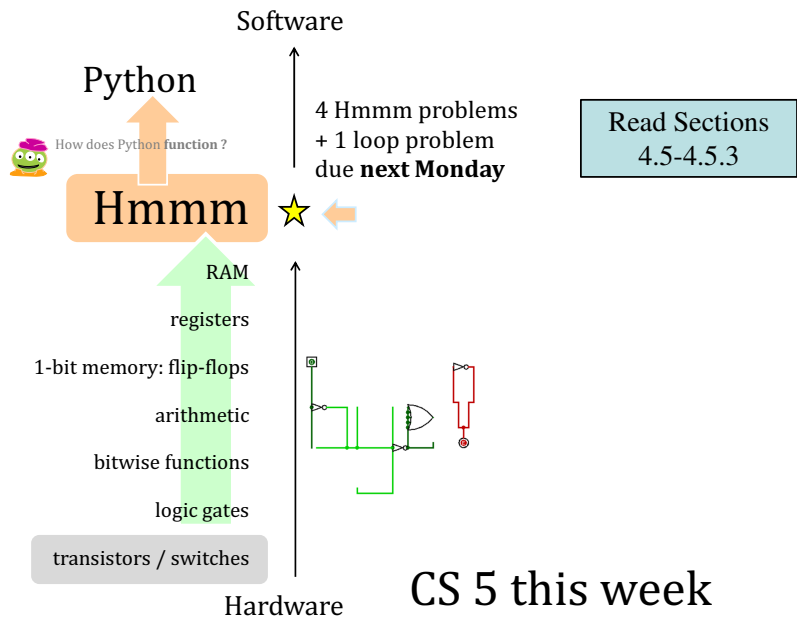 Software
Python
How does Python function ?
4 Hmmm problems
+ 1 loop problem
due next Monday
Read Sections
4.5-4.5.3
Hmmm
RAM
registers
1-bit memory: flip-flops
arithmetic
bitwise functions
logic gates
transistors / switches
Hardware
CS 5 this week